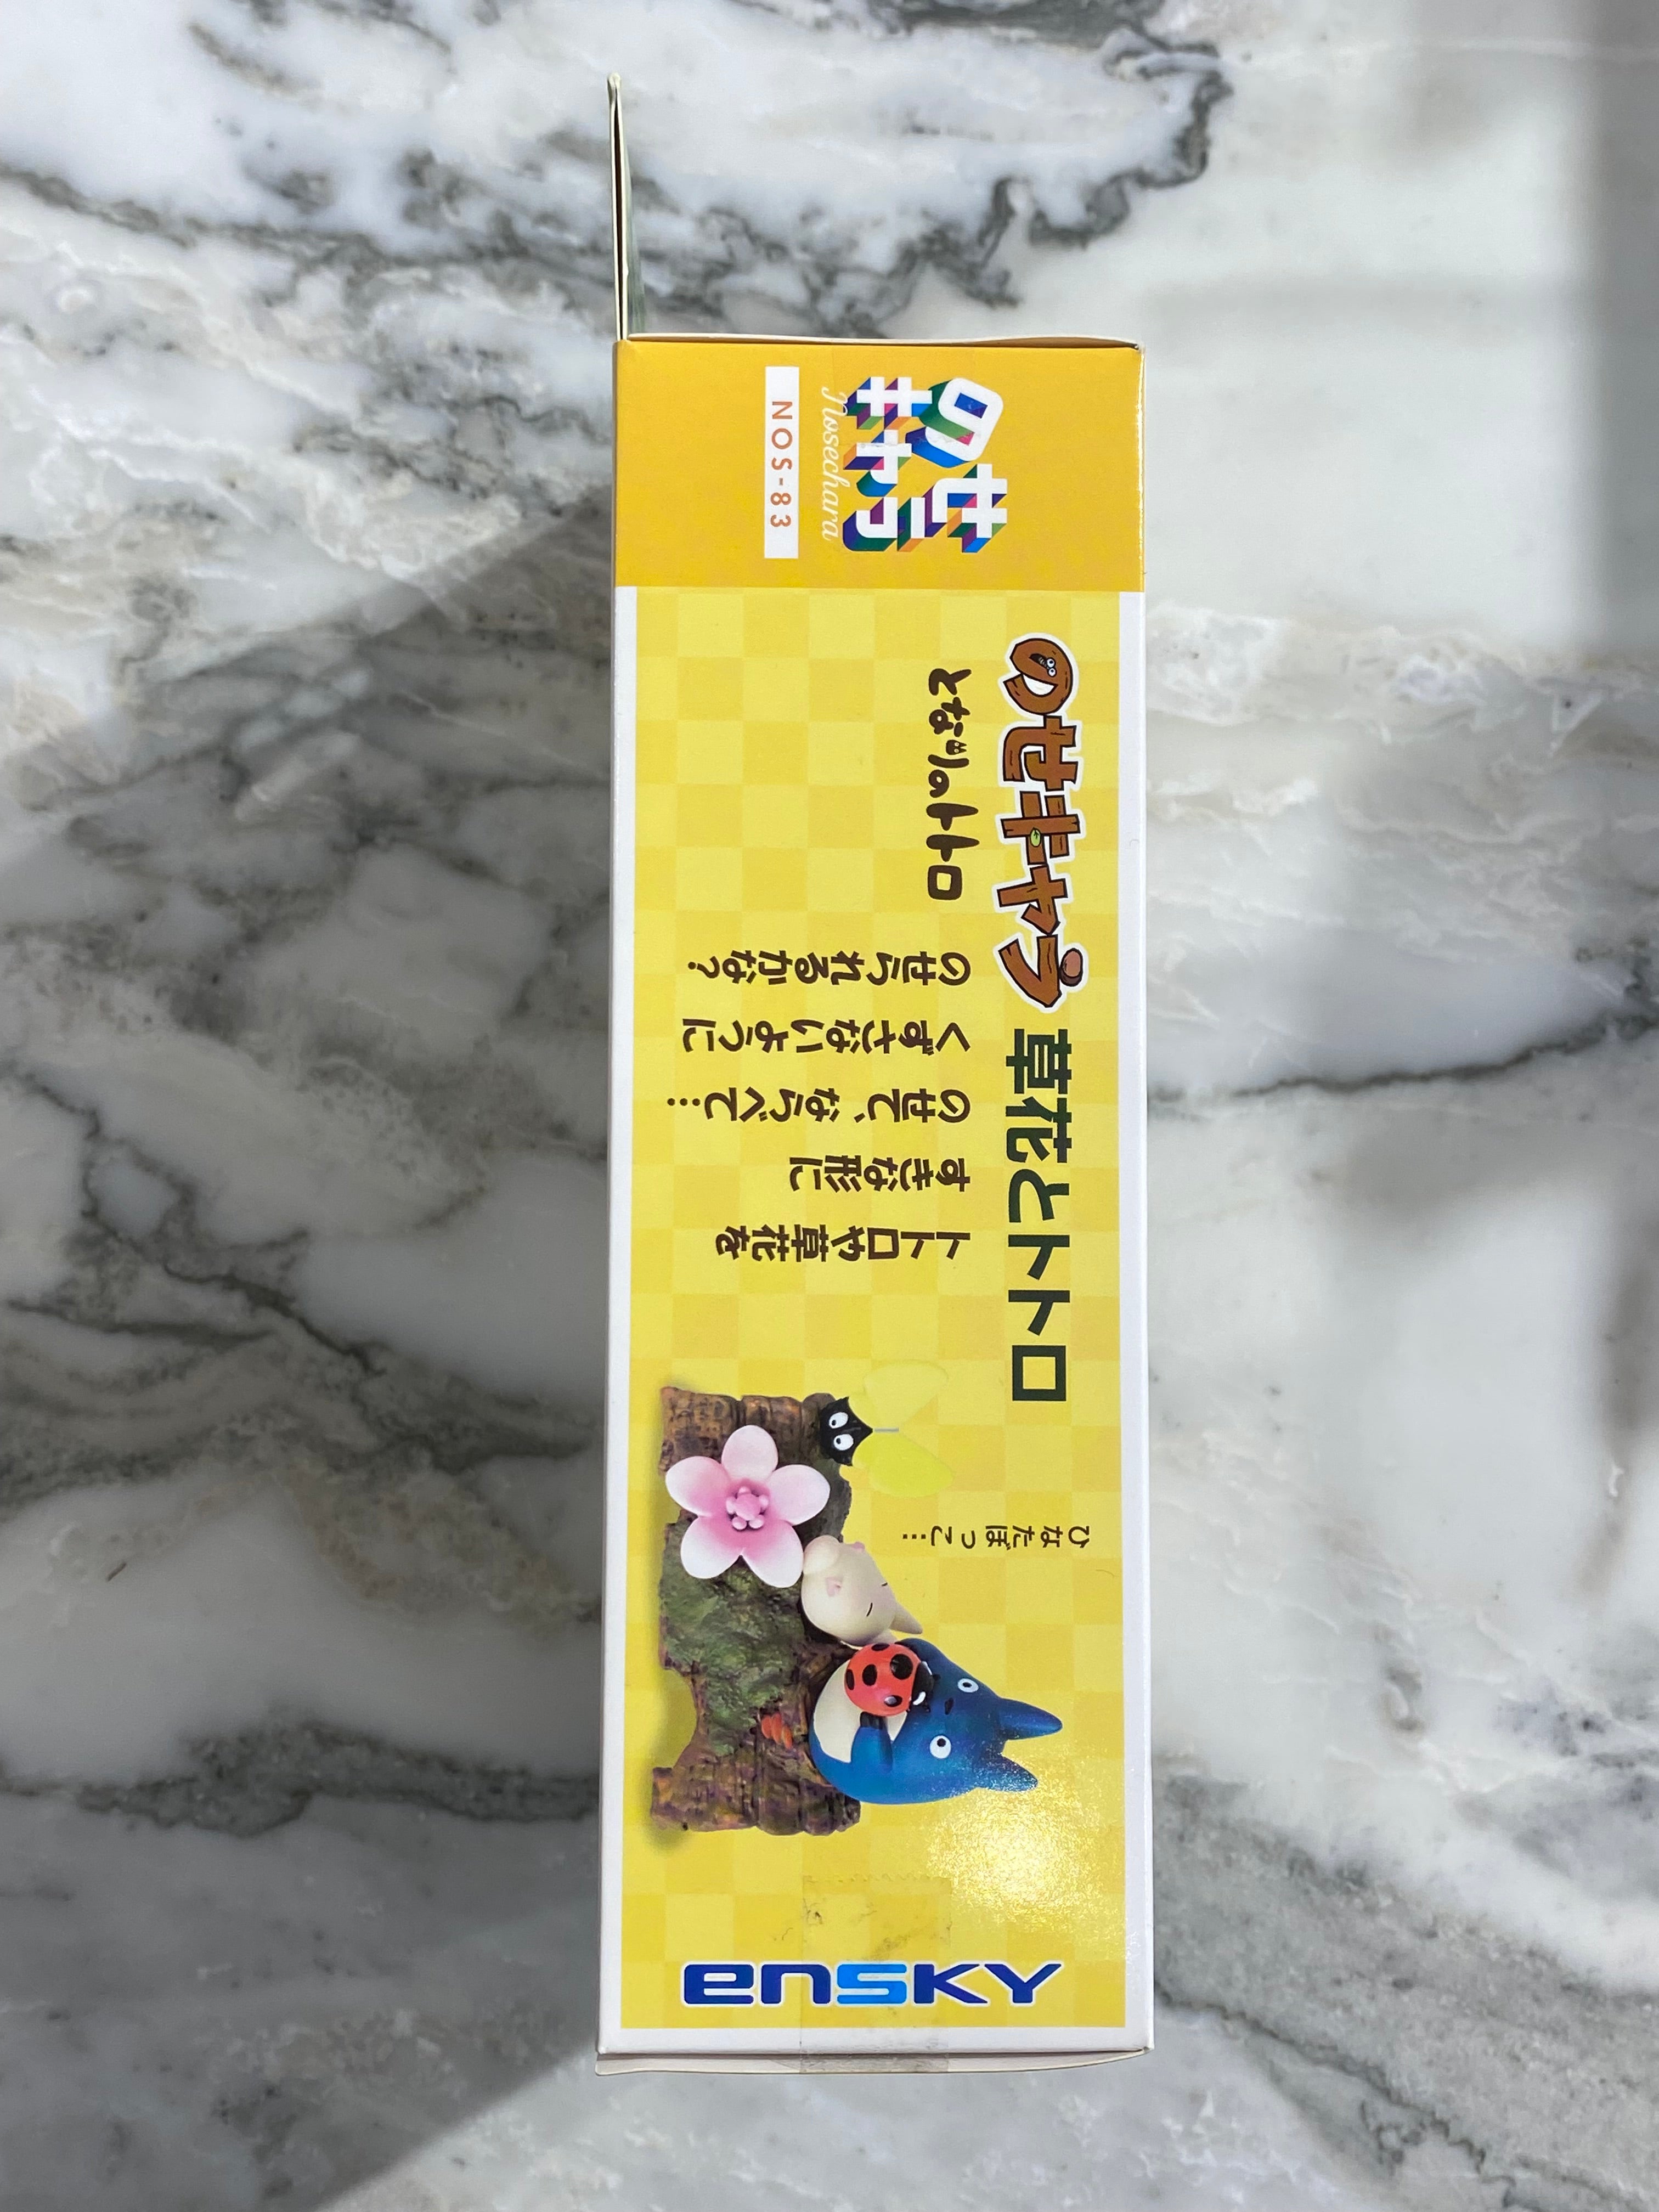 のせ
キャラ
Nosechara
NOS-83
のせキャラ
となりのトトロ
草花とトトロ
トトロや草花を
すきな形に
のせて、ならべて…
くずさないように
のせられるかな？
ひなたぼっこ…
ensky